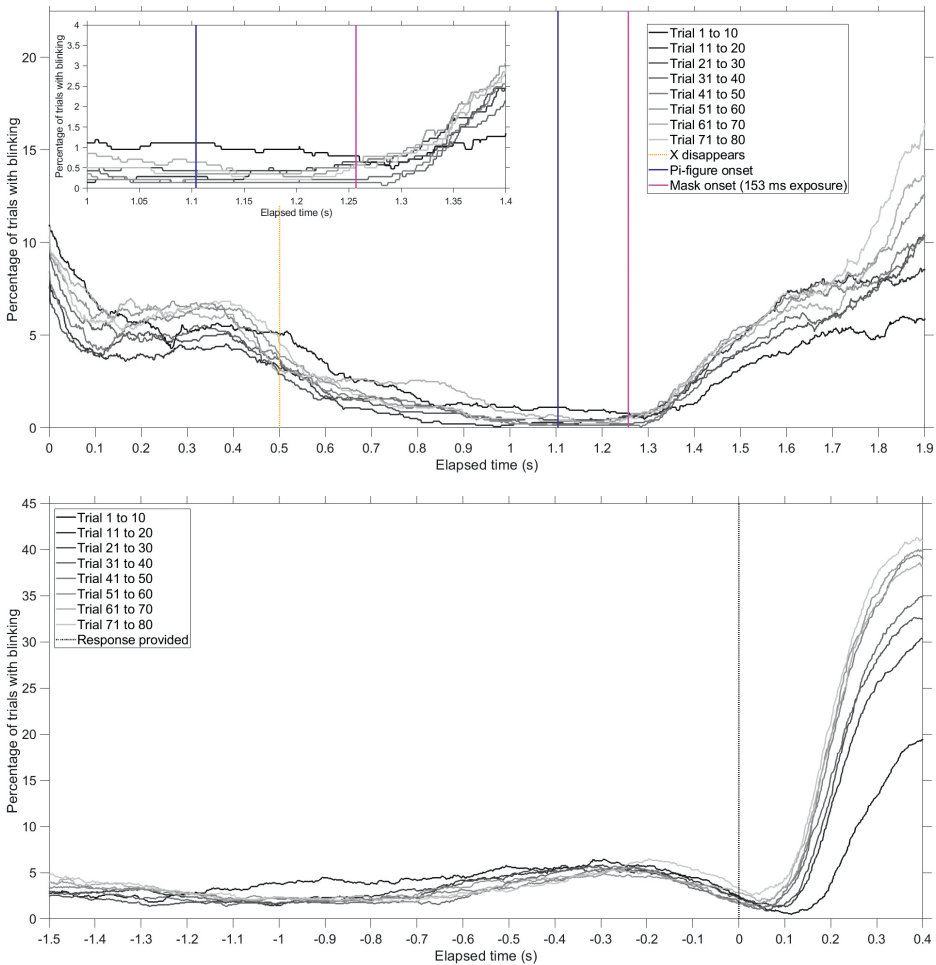 Percentage of trials with blinking
20
15
10
5
0
0 0.1 0.2 0.3 0.4 0.5 0.6 0.7 0.8 0.9 1 1.1 1.2 1.3 1.4 1.5 1.6 1.7 1.8 1.9
Elapsed time (s)
Percentage of trials with blinking
4
3.5
3
2.5
2
1.5
1
0.5
0
1 1.05 1.1 1.15 1.2 1.25 1.3 1.35 1.4
Elapsed time (s)
Trial 1 to 10
Trial 11 to 20
Trial 21 to 30
Trial 31 to 40
Trial 41 to 50
Trial 51 to 60
Trial 61 to 70
Trial 71 to 80
X disappears
Pi-figure onset
Mask onset (153 ms exposure)
Percentage of trials with blinking
45
40
35
30
25
20
15
10
5
0
-1.5 -1.4 -1.3 -1.2 -1.1 -1 -0.9 -0.8 -0.7 -0.6 -0.5 -0.4 -0.3 -0.2 -0.1 0 0.1 0.2 0.3 0.4
Elapsed time (s)
Trial 1 to 10
Trial 11 to 20
Trial 21 to 30
Trial 31 to 40
Trial 41 to 50
Trial 51 to 60
Trial 61 to 70
Trial 71 to 80
Response provided